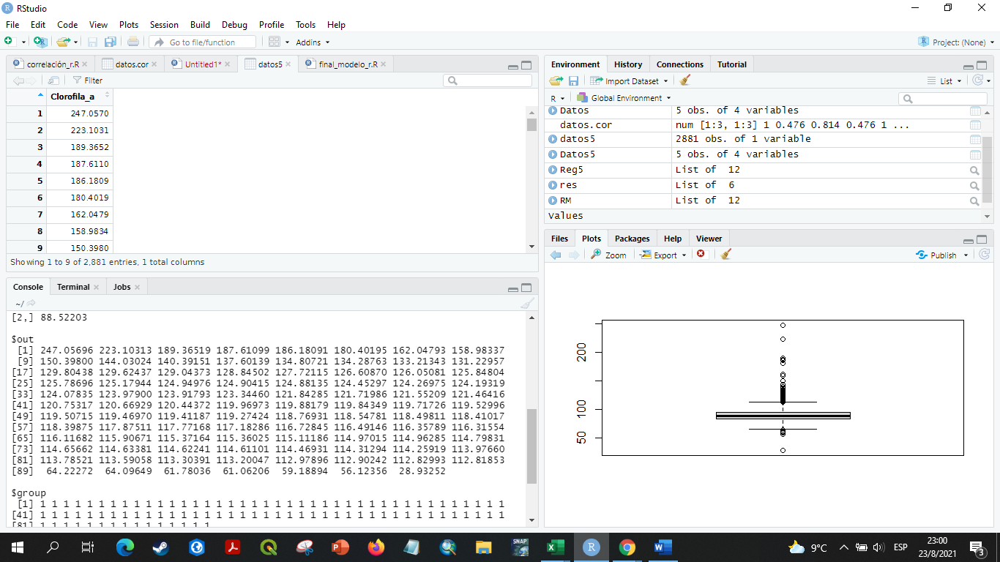 RStudio
File Edit Code View Plots Session Build Debug Profile Tools Help
Go to file/function Addins Project: (None)
correlación_r.R datos.cor Untitled1* datos5 final_modelo_r.R
Filter
Clorofila_a
1 247.0570
2 223.1031
3 189.3652
4 187.6110
5 186.1809
6 180.4019
7 162.0479
8 158.9834
9 150.3980
Showing 1 to 9 of 2,881 entries, 1 total columns
Console Terminal Jobs
~/
[2,] 88.52203
$out
[1] 247.05696 223.10313 189.36519 187.61099 186.18091 180.40195 162.04793 158.98337
[9] 150.39800 144.03024 140.39151 137.60139 134.80721 134.28763 133.21343 131.22957
[17] 129.80438 129.62437 129.04373 128.84502 127.72115 126.60870 126.05081 125.84804
[25] 125.78696 125.17944 124.94976 124.90415 124.88135 124.45297 124.26975 124.19319
[33] 124.07835 123.97900 123.91793 123.34460 121.84285 121.71986 121.55209 121.46416
[41] 120.75317 120.66929 120.44372 119.96973 119.88179 119.84349 119.71726 119.52996
[49] 119.50715 119.46970 119.41187 119.27424 118.76931 118.54781 118.49811 118.41017
[57] 118.39875 117.87511 117.77168 117.18286 116.72845 116.49146 116.35789 116.31554
[65] 116.11682 115.90671 115.37164 115.36025 115.11186 114.97015 114.96285 114.79831
[73] 114.65662 114.63381 114.62241 114.61101 114.46931 114.31294 114.25919 113.97660
[81] 113.78521 113.59058 113.30391 113.20047 112.97896 112.90242 112.82993 112.81853
[89] 64.22272 64.09649 61.78036 61.06206 59.18894 56.12356 28.93252
$group
[1] 1 1 1 1 1 1 1 1 1 1 1 1 1 1 1 1 1 1 1 1 1 1 1 1 1 1 1 1 1 1 1 1 1 1 1 1 1 1 1 1
[41] 1 1 1 1 1 1 1 1 1 1 1 1 1 1 1 1 1 1 1 1 1 1 1 1 1 1 1 1 1 1 1 1 1 1 1 1 1 1 1 1
[81] 1 1 1 1 1 1 1 1 1 1 1 1 1 1 1
Environment History Connections Tutorial
Import Dataset List
R Global Environment
Datos 5 obs. of 4 variables
datos.cor num [1:3, 1:3] 1 0.476 0.814 0.476 1 ...
datos5 2881 obs. of 1 variable
Datos5 5 obs. of 4 variables
Reg5 List of 12
res List of 6
RM List of 12
Values
Files Plots Packages Help Viewer
Zoom Export Publish
200
100
50
SNAP
9°C ESP 23:00
23/8/2021
3